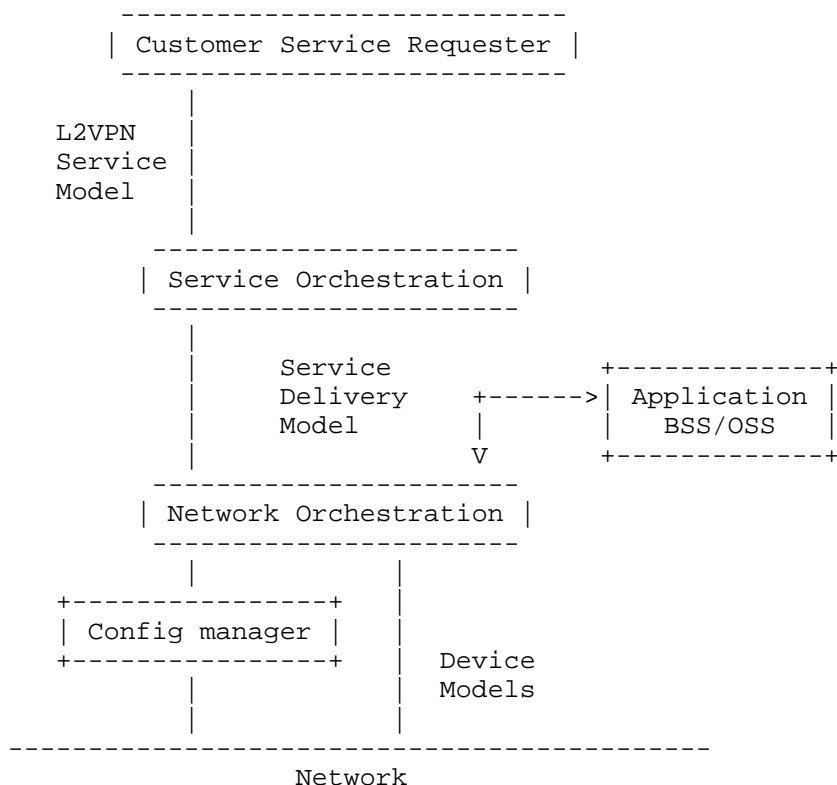 Customer Service Requester
L2VPN
Service
Model
Service Orchestration
Service
Delivery
Model
Application
BSS/OSS
Network Orchestration
Config manager
Device
Models
Network